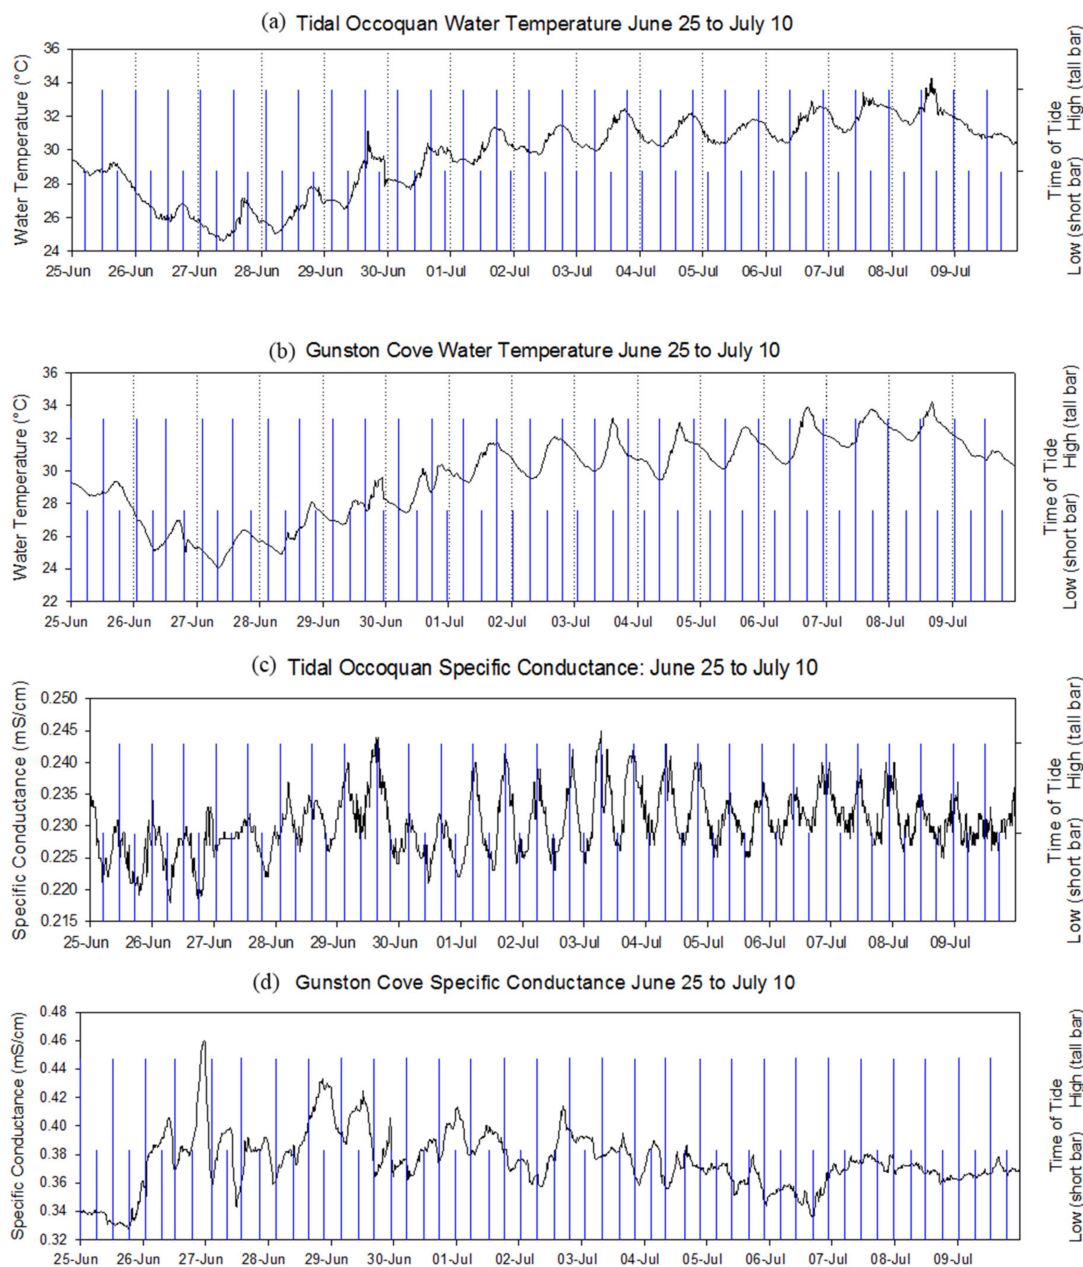 (a) Tidal Occoquan Water Temperature June 25 to July 10
Water Temperature (°C)
36
34
32
30
28
26
24
25-Jun 26-Jun 27-Jun 28-Jun 29-Jun 30-Jun 01-Jul 02-Jul 03-Jul 04-Jul 05-Jul 06-Jul 07-Jul 08-Jul 09-Jul
Time of Tide
Low (short bar) High (tall bar)
(b) Gunston Cove Water Temperature June 25 to July 10
Water Temperature (°C)
36
34
32
30
28
26
24
22
25-Jun 26-Jun 27-Jun 28-Jun 29-Jun 30-Jun 01-Jul 02-Jul 03-Jul 04-Jul 05-Jul 06-Jul 07-Jul 08-Jul 09-Jul
Time of Tide
Low (short bar) High (tall bar)
(c) Tidal Occoquan Specific Conductance: June 25 to July 10
Specific Conductance (mS/cm)
0.250
0.245
0.240
0.235
0.230
0.225
0.220
0.215
25-Jun 26-Jun 27-Jun 28-Jun 29-Jun 30-Jun 01-Jul 02-Jul 03-Jul 04-Jul 05-Jul 06-Jul 07-Jul 08-Jul 09-Jul
Time of Tide
Low (short bar) High (tall bar)
(d) Gunston Cove Specific Conductance June 25 to July 10
Specific Conductance (mS/cm)
0.48
0.46
0.44
0.42
0.40
0.38
0.36
0.34
0.32
25-Jun 26-Jun 27-Jun 28-Jun 29-Jun 30-Jun 01-Jul 02-Jul 03-Jul 04-Jul 05-Jul 06-Jul 07-Jul 08-Jul 09-Jul
Time of Tide
Low (short bar) High (tall bar)